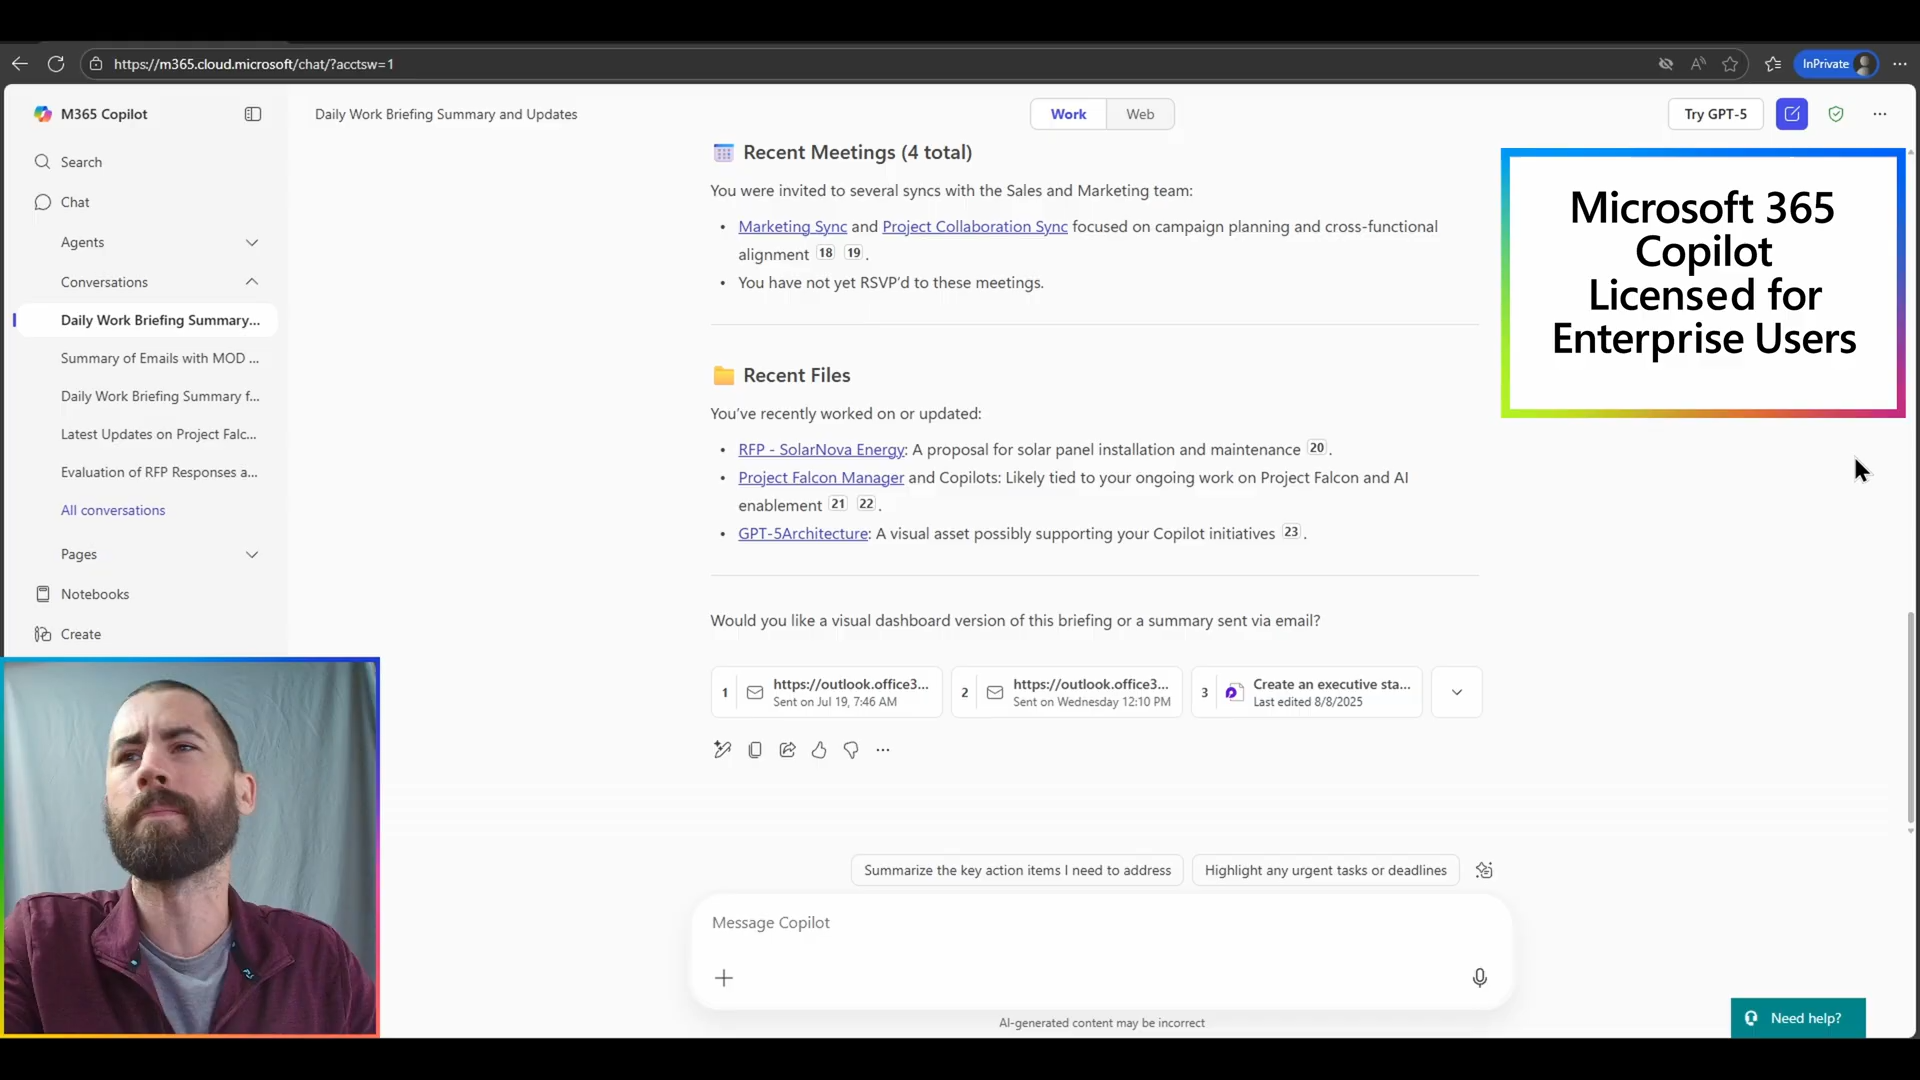 https://m365.cloud.microsoft/chat/?acctsw=1
InPrivate
M365 Copilot
Search
Chat
Agents
Conversations
Daily Work Briefing Summary...
Summary of Emails with MOD ...
Daily Work Briefing Summary f...
Latest Updates on Project Falc...
Evaluation of RFP Responses a...
All conversations
Pages
Notebooks
Create
Daily Work Briefing Summary and Updates
Work
Web
Try GPT-5
Recent Meetings (4 total)
You were invited to several syncs with the Sales and Marketing team:
• Marketing Sync and Project Collaboration Sync focused on campaign planning and cross-functional
alignment 18 19 .
• You have not yet RSVP'd to these meetings.
Recent Files
You've recently worked on or updated:
• RFP - SolarNova Energy: A proposal for solar panel installation and maintenance 20 .
• Project Falcon Manager and Copilots: Likely tied to your ongoing work on Project Falcon and AI
enablement 21 22 .
• GPT-5Architecture: A visual asset possibly supporting your Copilot initiatives 23 .
Would you like a visual dashboard version of this briefing or a summary sent via email?
1 https://outlook.office3...
Sent on Jul 19, 7:46 AM
2 https://outlook.office3...
Sent on Wednesday 12:10 PM
3 Create an executive sta...
Last edited 8/8/2025
Summarize the key action items I need to address
Highlight any urgent tasks or deadlines
Message Copilot
AI-generated content may be incorrect
Need help?
Microsoft 365
Copilot
Licensed for
Enterprise Users